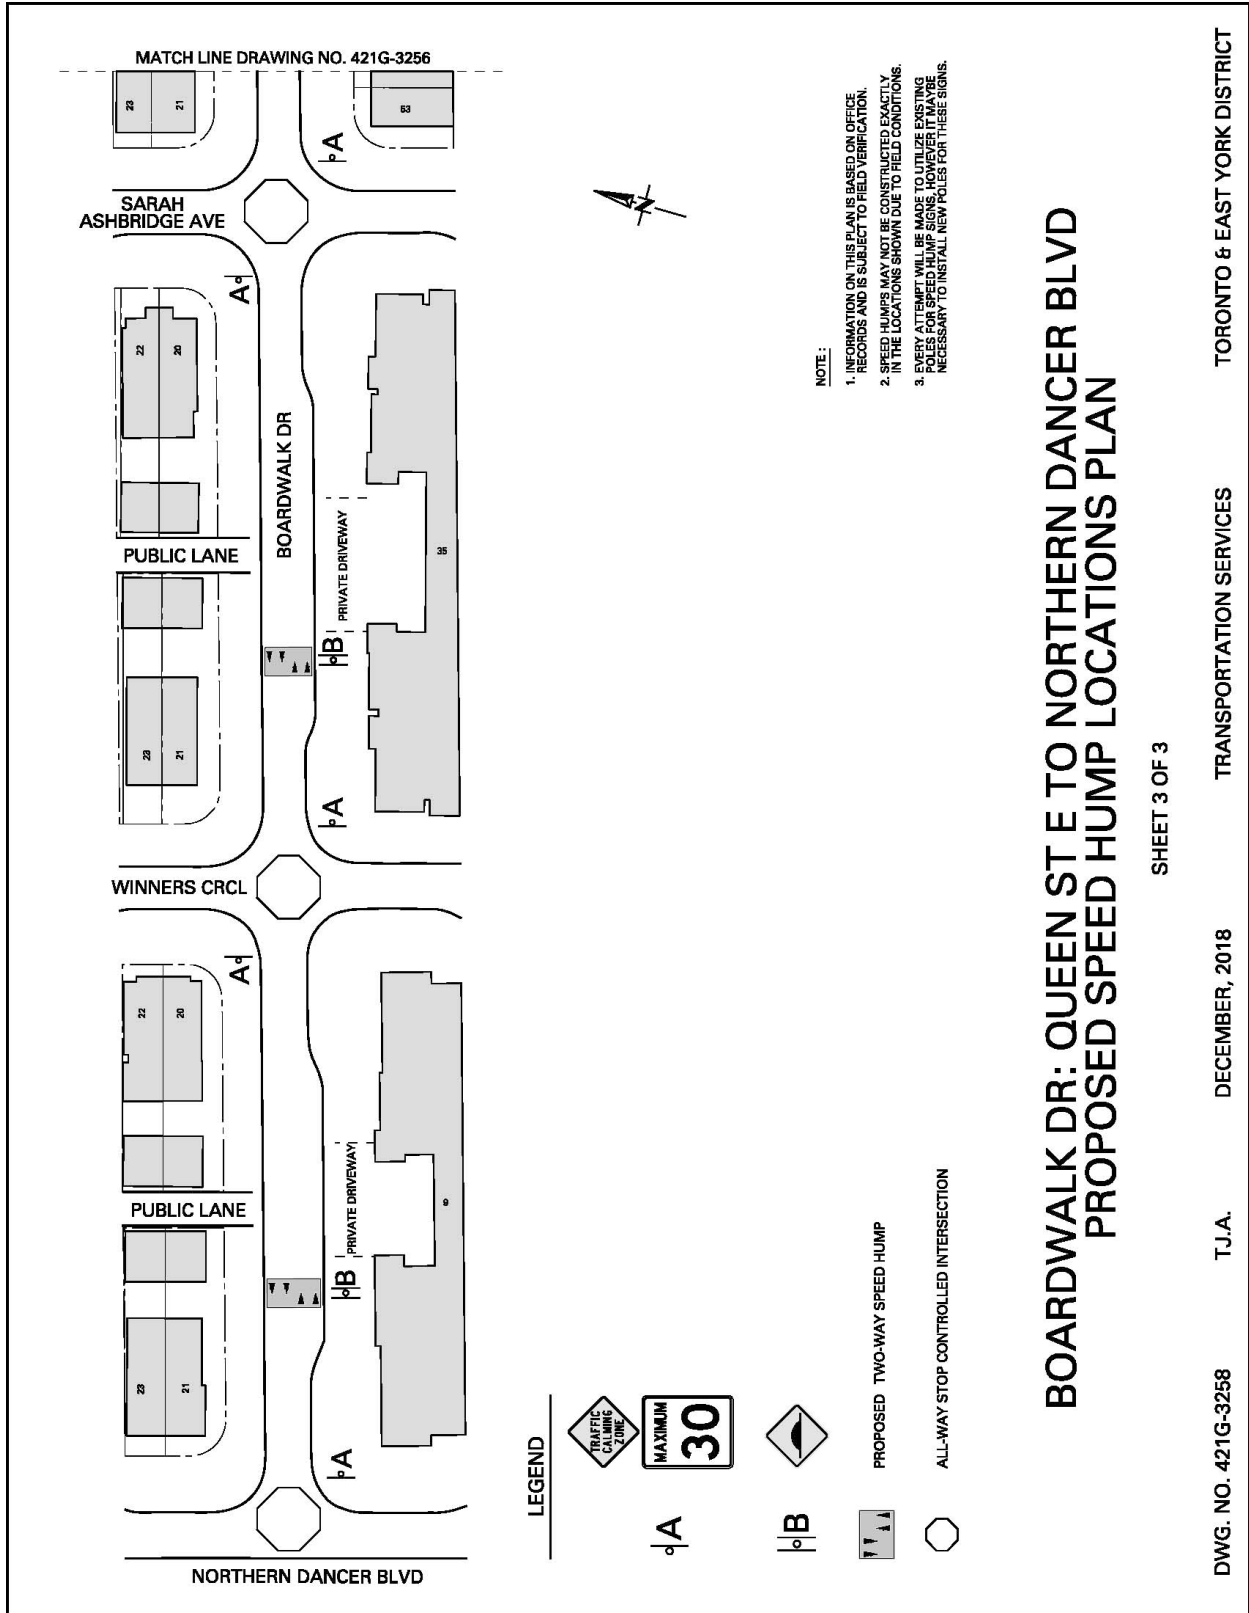 MATCH LINE DRAWING NO. 421G-3256
23
21
63
A
SARAH
ASHBRIDGE AVE
A
22
20
BOARDWALK DR
PUBLIC LANE
PRIVATE DRIVEWAY
35
B
23
21
A
WINNERS CRCL
A
22
20
PUBLIC LANE
PRIVATE DRIVEWAY
9
B
23
21
A
NORTHERN DANCER BLVD
N
NOTE :
1. INFORMATION ON THIS PLAN IS BASED ON OFFICE
RECORDS AND IS SUBJECT TO FIELD VERIFICATION.
2. SPEED HUMPS MAY NOT BE CONSTRUCTED EXACTLY
IN THE LOCATIONS SHOWN DUE TO FIELD CONDITIONS.
3. EVERY ATTEMPT WILL BE MADE TO UTILIZE EXISTING
POLES FOR SPEED HUMP SIGNS, HOWEVER IT MAYBE
NECESSARY TO INSTALL NEW POLES FOR THESE SIGNS.
LEGEND
A
TRAFFIC
CALMING
ZONE
MAXIMUM
30
B
PROPOSED TWO-WAY SPEED HUMP
ALL-WAY STOP CONTROLLED INTERSECTION
BOARDWALK DR: QUEEN ST E TO NORTHERN DANCER BLVD
PROPOSED SPEED HUMP LOCATIONS PLAN
SHEET 3 OF 3
DWG. NO. 421G-3258 T.J.A. DECEMBER, 2018 TRANSPORTATION SERVICES TORONTO & EAST YORK DISTRICT